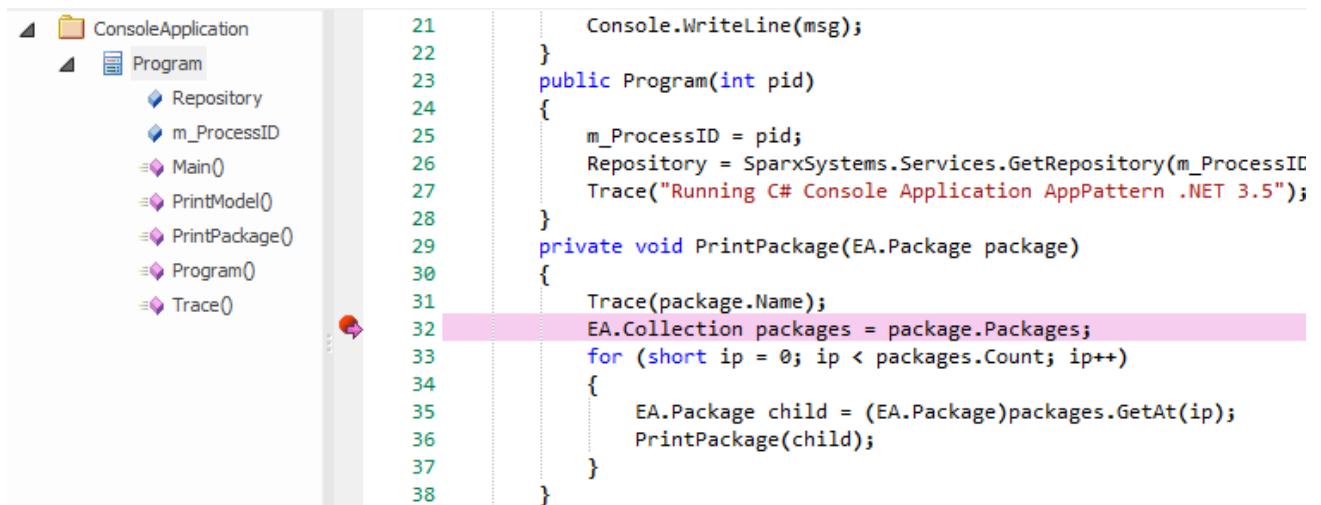 ConsoleApplication
Program
Repository
m_ProcessID
Main()
PrintModel()
PrintPackage()
Program()
Trace()
21 Console.WriteLine(msg);
22 }
23 public Program(int pid)
24 {
25 m_ProcessID = pid;
26 Repository = SparxSystems.Services.GetRepository(m_ProcessID
27 Trace("Running C# Console Application AppPattern .NET 3.5");
28 }
29 private void PrintPackage(EA.Package package)
30 {
31 Trace(package.Name);
32 EA.Collection packages = package.Packages;
33 for (short ip = 0; ip < packages.Count; ip++)
34 {
35 EA.Package child = (EA.Package)packages.GetAt(ip);
36 PrintPackage(child);
37 }
38 }